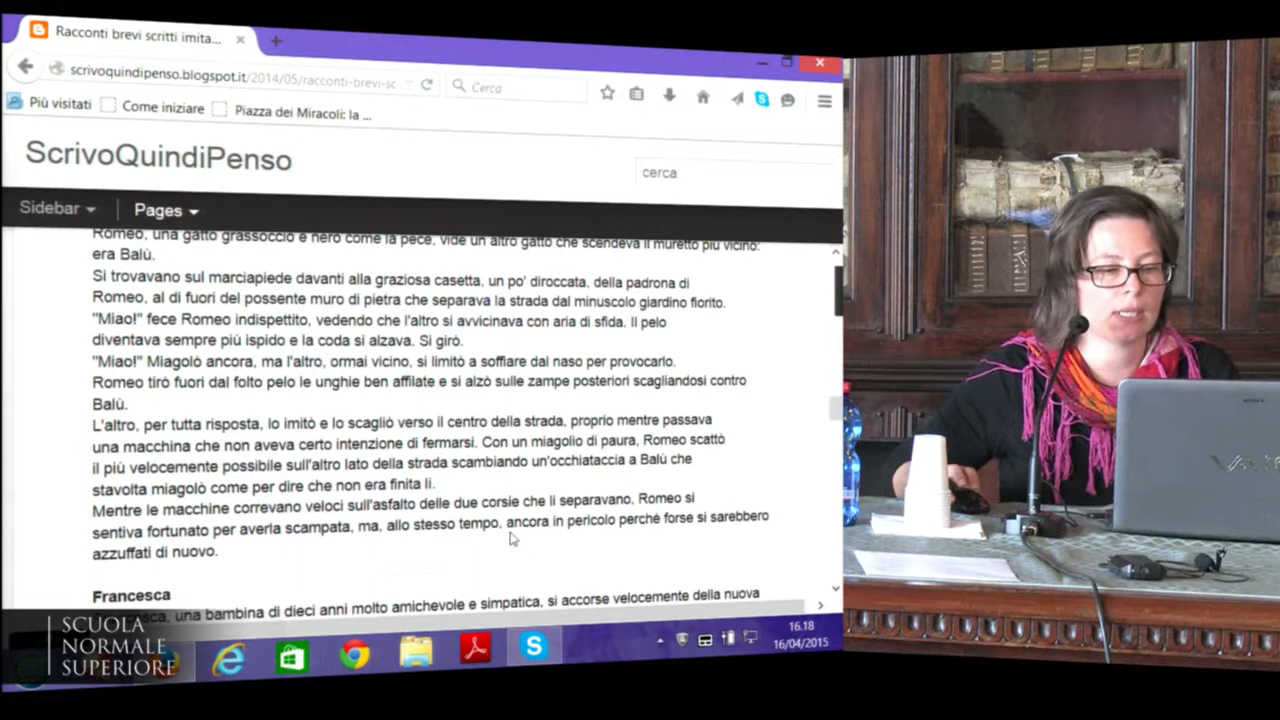 Racconti brevi scritti imita...
scrivoquindipenso.blogspot.it/2014/05/racconti-brevi-sc
Cerca
Più visitati
Come iniziare
Piazza dei Miracoli: la ...
ScrivoQuindiPenso
cerca
Sidebar
Pages
Romeo, una gatto grassoccio e nero come la pece, vide un altro gatto che scendeva il muretto più vicino:
era Balù.
Si trovavano sul marciapiede davanti alla graziosa casetta, un po' diroccata, della padrona di
Romeo, al di fuori del possente muro di pietra che separava la strada dal minuscolo giardino fiorito.
"Miao!" fece Romeo indispettito, vedendo che l'altro si avvicinava con aria di sfida. Il pelo
diventava sempre più ispido e la coda si alzava. Si girò.
"Miao!" Miagolò ancora, ma l'altro, ormai vicino, si limitò a soffiare dal naso per provocarlo.
Romeo tirò fuori dal folto pelo le unghie ben affilate e si alzò sulle zampe posteriori scagliandosi contro
Balù.
L'altro, per tutta risposta, lo imitò e lo scagliò verso il centro della strada, proprio mentre passava
una macchina che non aveva certo intenzione di fermarsi. Con un miagolio di paura, Romeo scattò
il più velocemente possibile sull'altro lato della strada scambiando un'occhiataccia a Balù che
stavolta miagolò come per dire che non era finita lì.
Mentre le macchine correvano veloci sull'asfalto delle due corsie che li separavano, Romeo si
sentiva fortunato per averla scampata, ma, allo stesso tempo, ancora in pericolo perché forse si sarebbero
azzuffati di nuovo.
Francesca
Francesca, una bambina di dieci anni molto amichevole e simpatica, si accorse velocemente della nuova
SCUOLA
NORMALE
SUPERIORE
16.18
16/04/2015